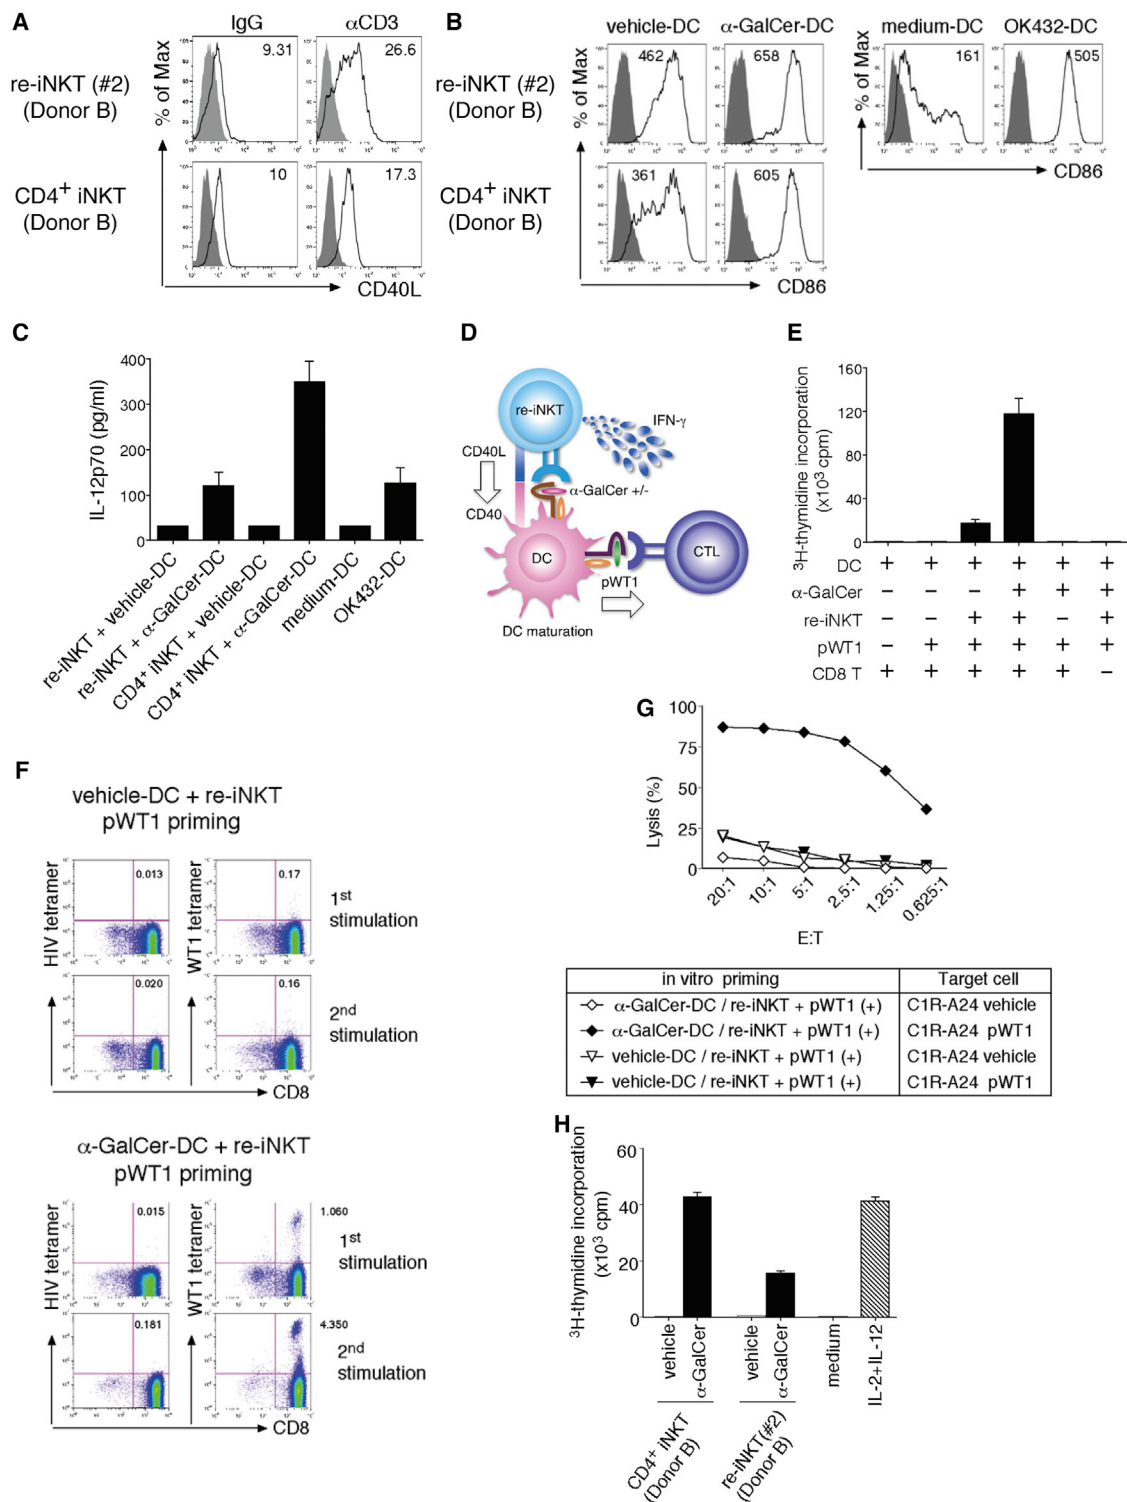 A
IgG
αCD3
re-iNKT (#2)
(Donor B)
% of Max
9.31
26.6
CD4+ iNKT
(Donor B)
10
17.3
CD40L
B
vehicle-DC
α-GalCer-DC
medium-DC
OK432-DC
re-iNKT (#2)
(Donor B)
% of Max
462
658
% of Max
161
505
CD86
CD4+ iNKT
(Donor B)
361
605
CD86
C
IL-12p70 (pg/ml)
400
300
200
100
0
re-iNKT + vehicle-DC
re-iNKT + α-GalCer-DC
CD4+ iNKT + vehicle-DC
CD4+ iNKT + α-GalCer-DC
medium-DC
OK432-DC
D
re-iNKT
IFN-γ
CD40L
α-GalCer +/-
CD40
DC
CTL
pWT1
DC maturation
E
3H-thymidine incorporation
(x103 cpm)
160
120
80
40
0
DC + + + + + +
α-GalCer – – – + + +
re-iNKT – – + + – +
pWT1 – + + + + +
CD8 T + + + + + –
F
vehicle-DC + re-iNKT
pWT1 priming
HIV tetramer
0.013
WT1 tetramer
0.17
1st
stimulation
0.020
0.16
2nd
stimulation
CD8
α-GalCer-DC + re-iNKT
pWT1 priming
HIV tetramer
0.015
WT1 tetramer
1.060
1st
stimulation
0.181
4.350
2nd
stimulation
CD8
G
Lysis (%)
100
75
50
25
0
20:1
10:1
5:1
2.5:1
1.25:1
0.625:1
E:T
in vitro priming Target cell
α-GalCer-DC / re-iNKT + pWT1 (+) C1R-A24 vehicle
α-GalCer-DC / re-iNKT + pWT1 (+) C1R-A24 pWT1
vehicle-DC / re-iNKT + pWT1 (+) C1R-A24 vehicle
vehicle-DC / re-iNKT + pWT1 (+) C1R-A24 pWT1
H
3H-thymidine incorporation
(x103 cpm)
60
40
20
0
vehicle
α-GalCer
vehicle
α-GalCer
medium
IL-2+IL-12
CD4+ iNKT
(Donor B)
re-iNKT(#2)
(Donor B)